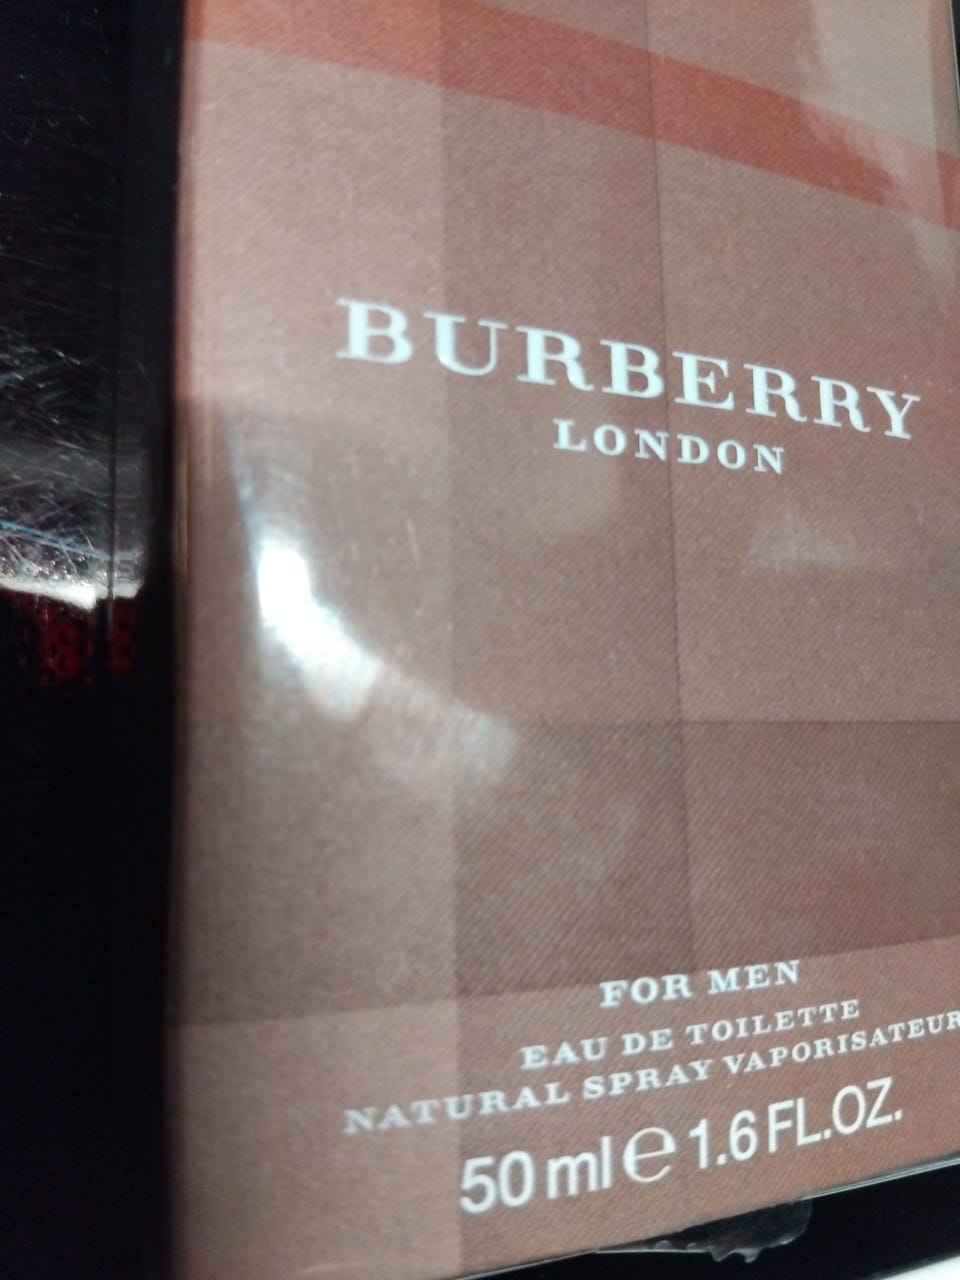 BURBERRY
LONDON
FOR MEN
EAU DE TOILETTE
NATURAL SPRAY VAPORISATEUR
50 ml ℮ 1.6 FL.OZ.